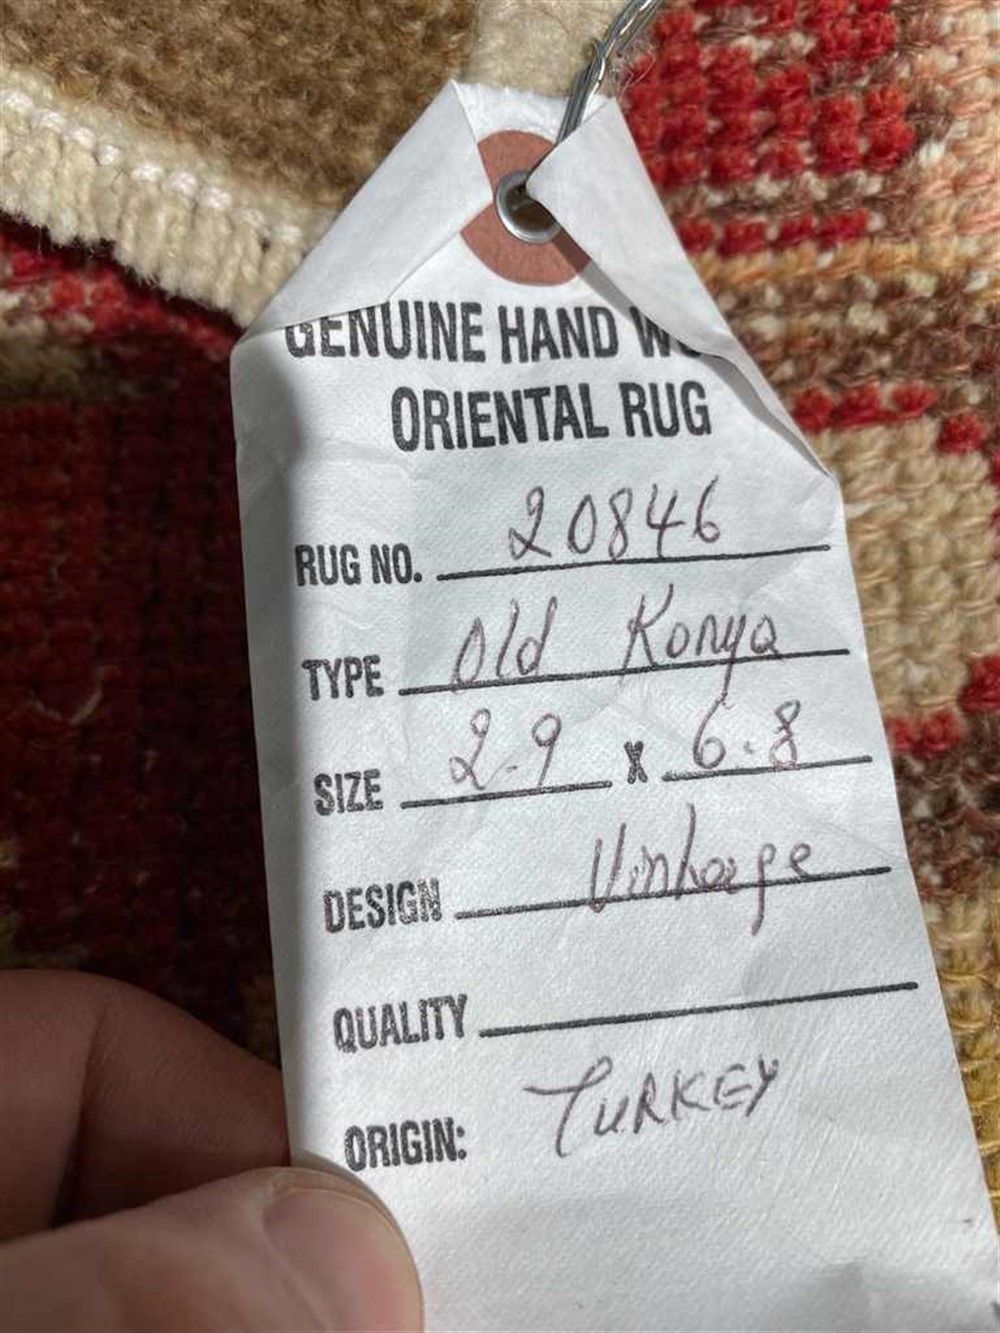 GENUINE HAND
ORIENTAL RUG
RUG NO. 20846
TYPE Old Konya
SIZE 2.9 X 6.8
DESIGN Vintage
QUALITY
ORIGIN: TURKEY